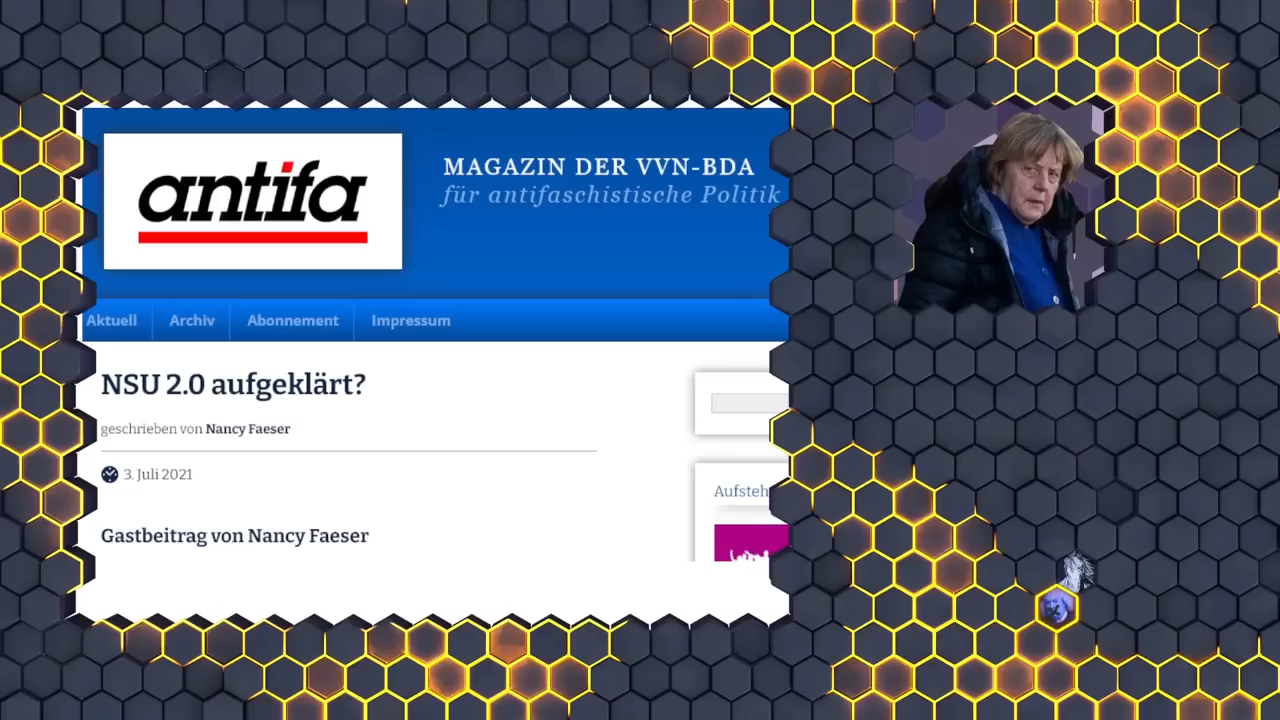 antifa
MAGAZIN DER VVN-BDA
für antifaschistische Politik
Aktuell Archiv Abonnement Impressum
NSU 2.0 aufgeklärt?
geschrieben von Nancy Faeser
3. Juli 2021
Aufsteh
Gastbeitrag von Nancy Faeser